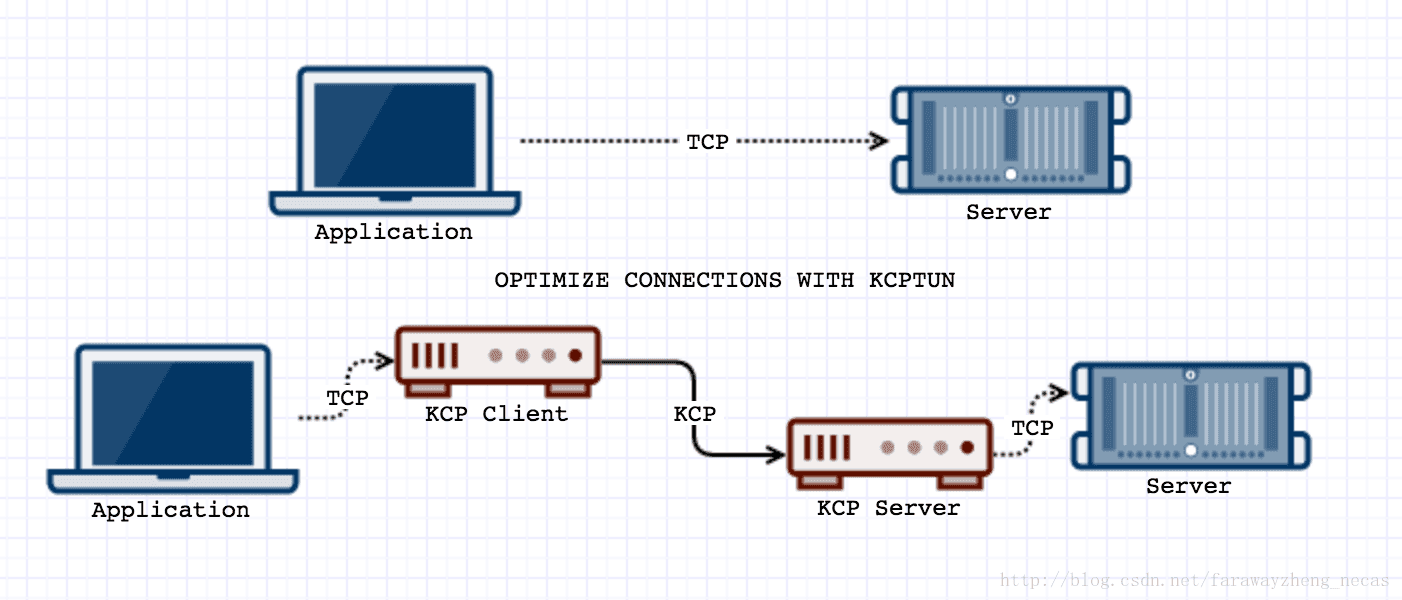 TCP
Application
Server
OPTIMIZE CONNECTIONS WITH KCPTUN
TCP
KCP Client
KCP
TCP
Application
KCP Server
Server
http://blog.csdn.net/farawayzheng_necas